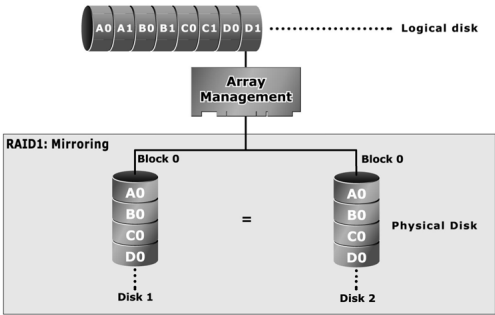 A0 A1 B0 B1 C0 C1 D0 D1 Logical disk
Array
Management
RAID1: Mirroring
Block 0 Block 0
A0 A0
B0 = B0
C0 C0 Physical Disk
D0 D0
Disk 1 Disk 2